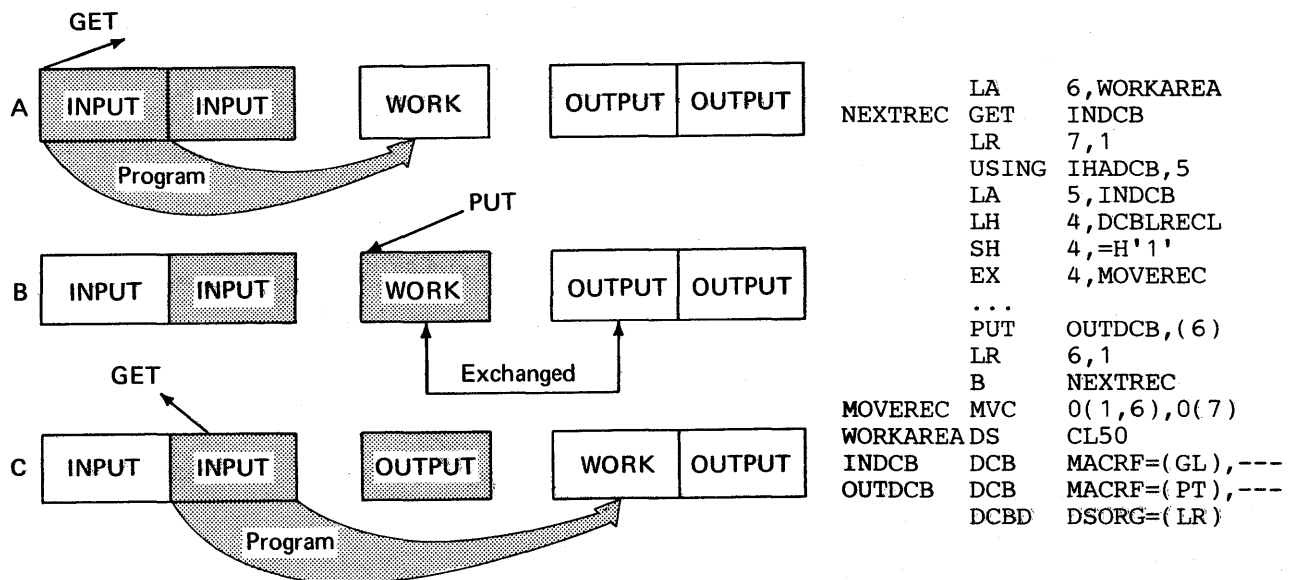 GET
A INPUT INPUT WORK OUTPUT OUTPUT
Program
PUT
B INPUT INPUT WORK OUTPUT OUTPUT
Exchanged
GET
C INPUT INPUT OUTPUT WORK OUTPUT
Program
LA 6,WORKAREA
NEXTREC GET INDCB
LR 7,1
USING IHADCB,5
LA 5,INDCB
LH 4,DCBLRECL
SH 4,=H'1'
EX 4,MOVEREC
...
PUT OUTDCB,(6)
LR 6,1
B NEXTREC
MOVEREC MVC 0(1,6),0(7)
WORKAREA DS CL50
INDCB DCB MACRF=(GL),---
OUTDCB DCB MACRF=(PT),---
DCBD DSORG=(LR)